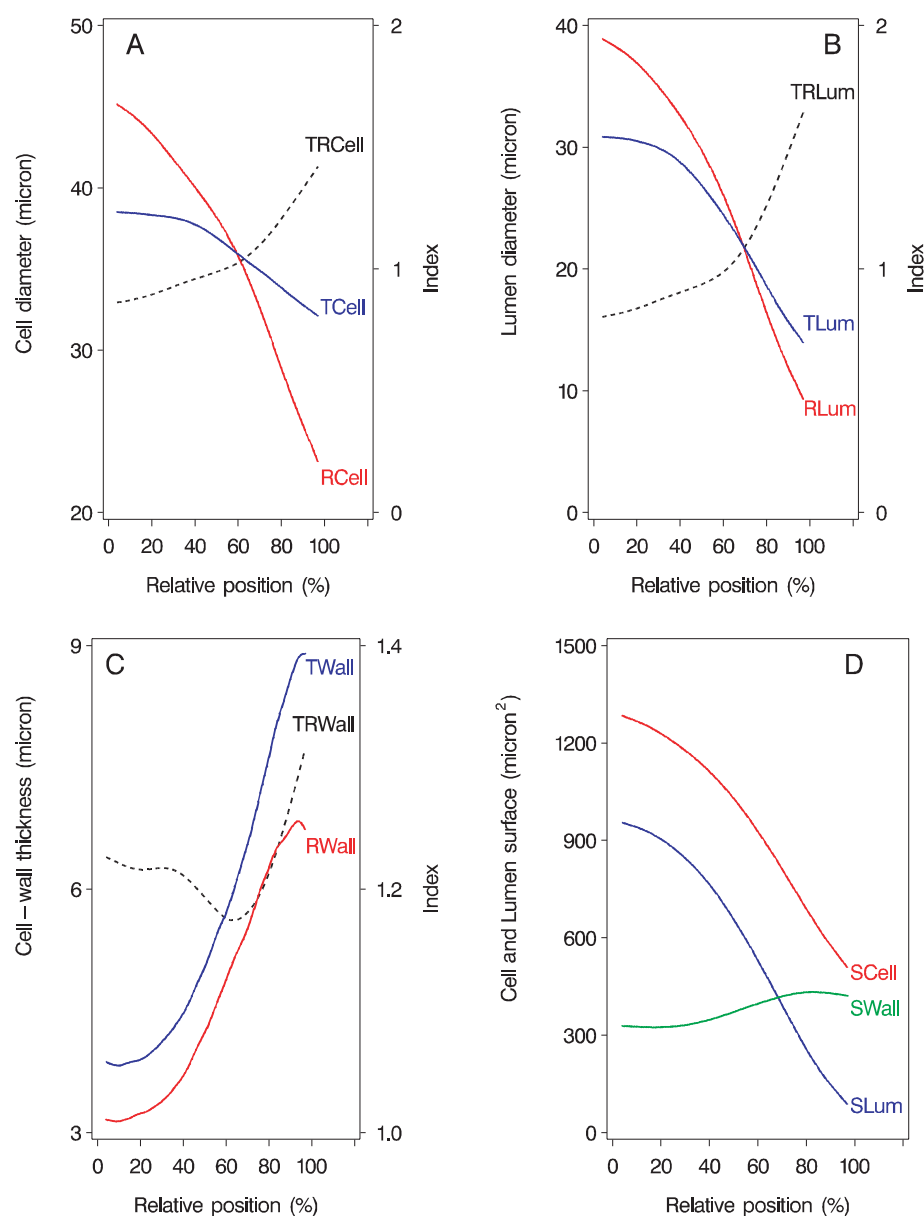 A
50
40
30
20
Cell diameter (micron)
2
1
0
Index
TRCell
TCell
RCell
0 20 40 60 80 100
Relative position (%)
B
40
30
20
10
0
Lumen diameter (micron)
2
1
0
Index
TRLum
TLum
RLum
0 20 40 60 80 100
Relative position (%)
C
9
6
3
Cell-wall thickness (micron)
1.4
1.2
1.0
Index
TWall
TRWall
RWall
0 20 40 60 80 100
Relative position (%)
D
1500
1200
900
600
300
0
Cell and Lumen surface (micron²)
SCell
SWall
SLum
0 20 40 60 80 100
Relative position (%)